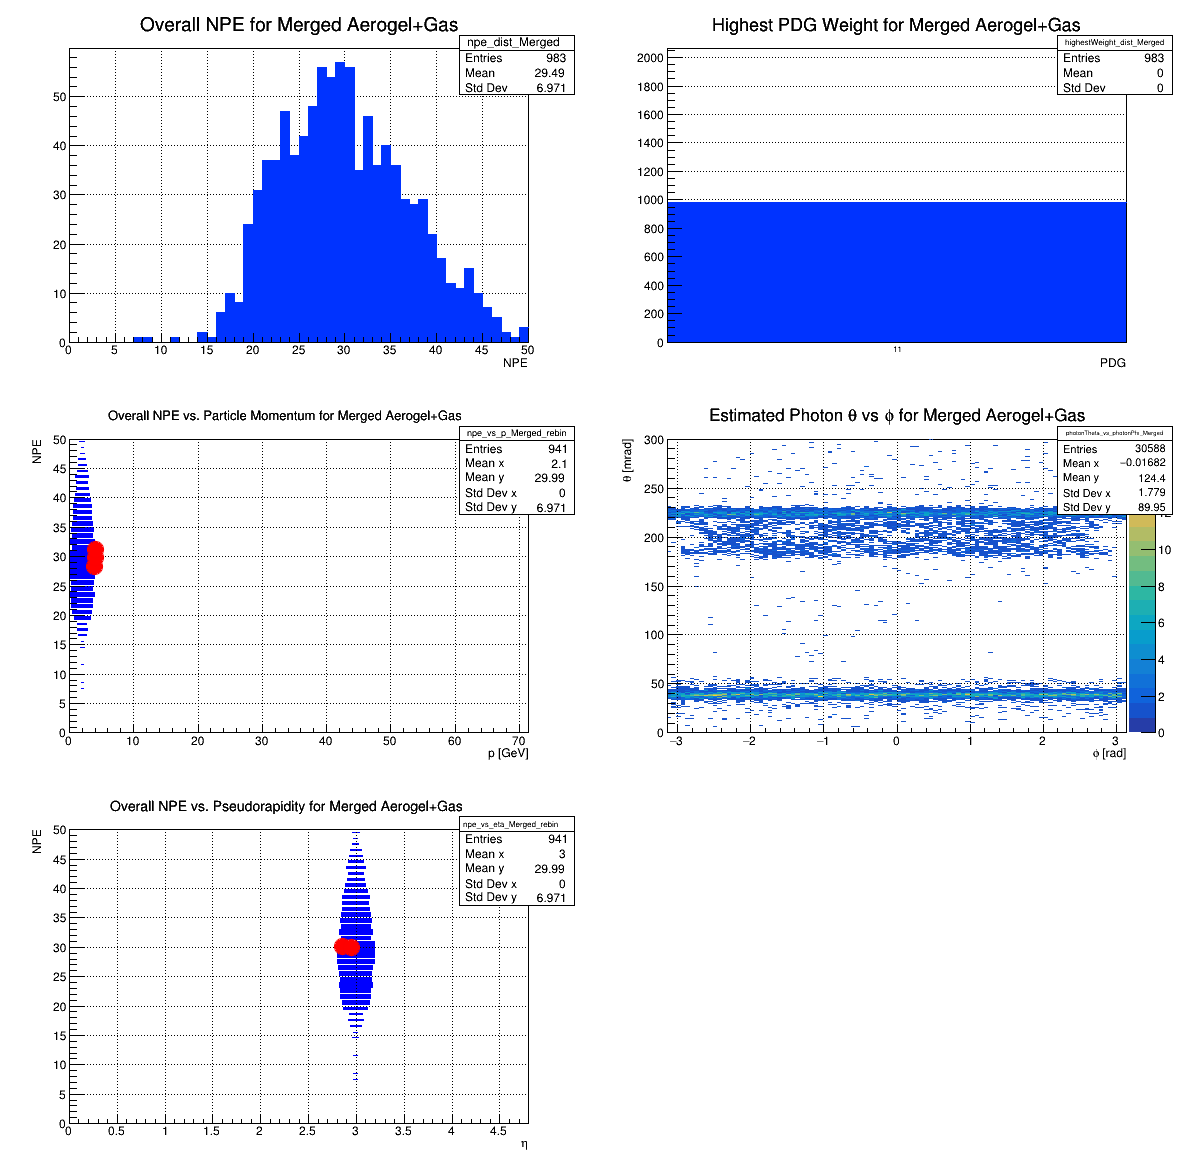 Overall NPE for Merged Aerogel+Gas
npe_dist_Merged
Entries 983
Mean 29.49
Std Dev 6.971
50
40
30
20
10
0
0 5 10 15 20 25 30 35 40 45 50
NPE
Highest PDG Weight for Merged Aerogel+Gas
highestWeight_dist_Merged
Entries 983
Mean 0
Std Dev 0
2000
1800
1600
1400
1200
1000
800
600
400
200
0
11
PDG
Overall NPE vs. Particle Momentum for Merged Aerogel+Gas
npe_vs_p_Merged_rebin
Entries 941
Mean x 2.1
Mean y 29.99
Std Dev x 0
Std Dev y 6.971
NPE
50
45
40
35
30
25
20
15
10
5
0
0 10 20 30 40 50 60 70
p [GeV]
Estimated Photon θ vs ϕ for Merged Aerogel+Gas
photonTheta_vs_photonPhi_Merged
Entries 30588
Mean x −0.01682
Mean y 124.4
Std Dev x 1.779
Std Dev y 89.95
θ [mrad]
300
250
200
150
100
50
0
−3 −2 −1 0 1 2 3
ϕ [rad]
10
8
6
4
2
0
Overall NPE vs. Pseudorapidity for Merged Aerogel+Gas
npe_vs_eta_Merged_rebin
Entries 941
Mean x 3
Mean y 29.99
Std Dev x 0
Std Dev y 6.971
NPE
50
45
40
35
30
25
20
15
10
5
0
0 0.5 1 1.5 2 2.5 3 3.5 4 4.5
η